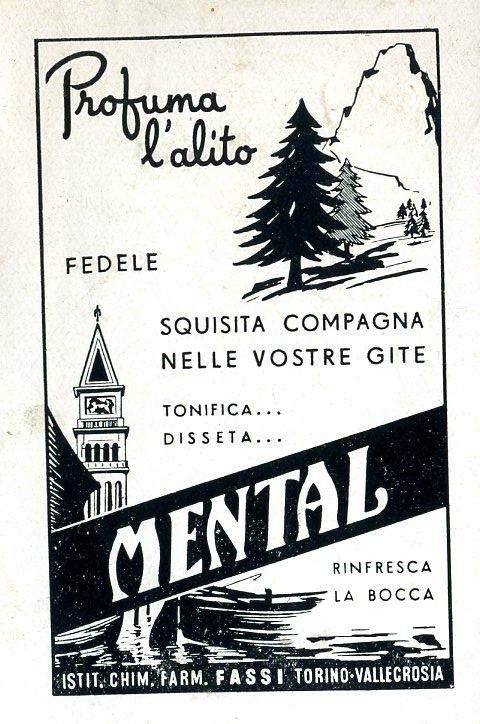 Profuma
l'alito
FEDELE
SQUISITA COMPAGNA
NELLE VOSTRE GITE
TONIFICA...
DISSETA...
MENTAL
RINFRESCA
LA BOCCA
ISTIT. CHIM. FARM. FASSI TORINO-VALLECROSIA